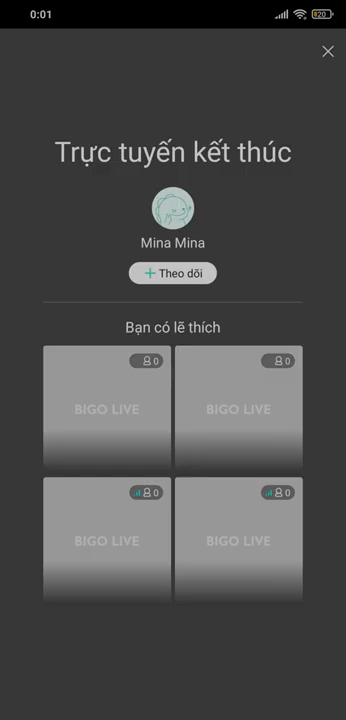 0:01
820
Trực tuyến kết thúc
Mina Mina
Theo dõi
Bạn có lẽ thích
0
0
BIGO LIVE
BIGO LIVE
0
0
BIGO LIVE
BIGO LIVE